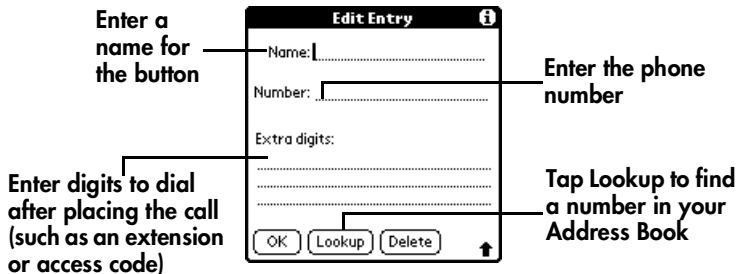 Enter a
name for
the button
Edit Entry
Name:
Number:
Extra digits:
OK
Lookup
Delete
Enter the phone
number
Enter digits to dial
after placing the call
(such as an extension
or access code)
Tap Lookup to find
a number in your
Address Book